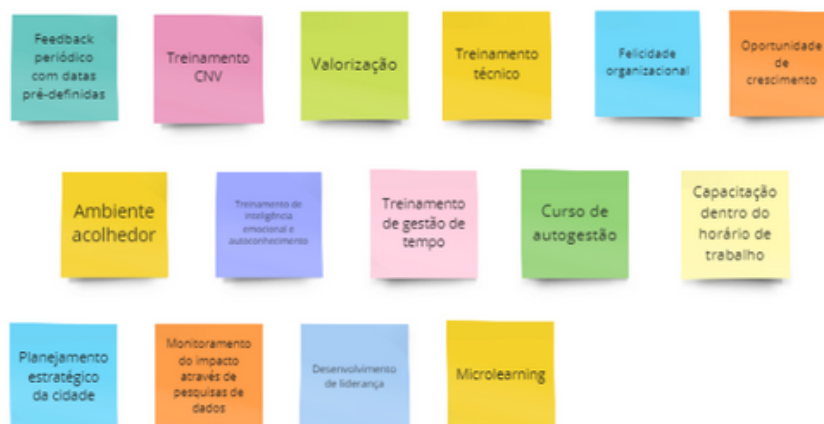 Feedback
periódico
com datas
pré-definidas
Treinamento
CNV
Valorização
Treinamento
técnico
Felicidade
organizacional
Oportunidade
de
crescimento
Ambiente
acolhedor
Treinamento de
inteligência
emocional e
autoconhecimento
Treinamento
de gestão de
tempo
Curso de
autogestão
Capacitação
dentro do
horário de
trabalho
Planejamento
estratégico
da cidade
Monitoramento
do impacto
através de
pesquisas de
dados
Desenvolvimento
de liderança
Microlearning